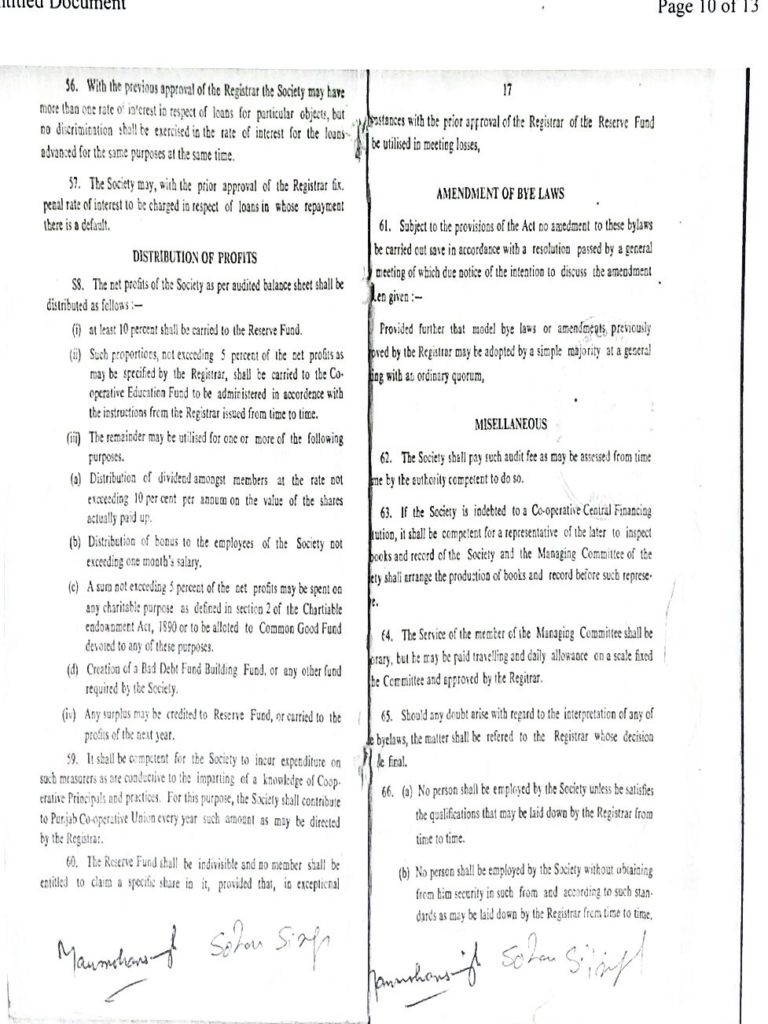 ntitled Document
Page 10 of 13
56. With the previous approval of the Registrar the Society may have
more than one rate of interest in respect of loans for particular objects, but
no discrimination shall be exercised in the rate of interest for the loans
advanced for the same purposes at the same time.
57. The Society may, with the prior approval of the Registrar fix,
penal rate of interest to be charged in respect of loans in whose repayment
there is a default.
DISTRIBUTION OF PROFITS
58. The net profits of the Society as per audited balance sheet shall be
distributed as follows :—
(i) at least 10 percent shall be carried to the Reserve Fund.
(ii) Such proportions, not exceeding 5 percent of the net profits as
may be specified by the Registrar, shall be carried to the Co-
operative Education Fund to be administered in accordence with
the instructions from the Registrar issued from time to time.
(iii) The remainder may be utilised for one or more of the following
purposes.
(a) Distribution of dividend amongst members at the rate not
exceeding 10 per cent per annum on the value of the shares
actually paid up.
(b) Distribution of bonus to the employees of the Society not
exceeding one month's salary.
(c) A sum not exceeding 5 percent of the net profits may be spent on
any charitable purpose as defined in section 2 of the Chartiable
endownment Act, 1890 or to be alloted to Common Good Fund
devoted to any of these purposes.
(d) Creation of a Bad Debt Fund Building Fund, or any other fund
required by the Society.
(iv) Any surplus may be credited to Reserve Fund, or carried to the
profits of the next year.
59. It shall be competent for the Society to incur expenditure on
such measurers as are conductive to the imparting of a knowledge of Coop-
erative Principals and practices. For this purpose, the Society shall contribute
to Punjab Co-operative Union every year such amount as may be directed
by the Registrar.
60. The Reserve Fund shall be indivisible and no member shall be
entitled to claim a specific share in it, provided that, in exceptional
Manmohansingh Sohan Singh
17
stances with the prior approval of the Registrar of the Reserve Fund
be utilised in meeting losses,
AMENDMENT OF BYE LAWS
61. Subject to the provisions of the Act no amedment to these bylaws
be carried out save in accordance with a resolution passed by a general
meeting of which due notice of the intention to discuss the amendment
en given :—
Provided further that model bye laws or amendments, previously
oved by the Registrar may be adopted by a simple majority at a general
ing with an ordinary quorum,
MISELLANEOUS
62. The Society shall pay such audit fee as may be assessed from time
me by the authority competent to do so.
63. If the Society is indebted to a Co-operative Central Financing
tution, it shall be competent for a representative of the later to inspect
books and record of the Society and the Managing Committee of the
ety shall arrange the production of books and record before such represe-
e.
64. The Service of the member of the Managing Committee shall be
orary, but he may be paid travelling and daily allowance on a scale fixed
he Committee and approved by the Regitrar.
65. Should any doubt arise with regard to the interpretation of any of
e byelaws, the matter shall be refered to the Registrar whose decision
be final.
66. (a) No person shall be employed by the Society unless be satisfies
the qualifications that may be laid down by the Registrar from
time to time.
(b) No person shall be employed by the Society without obtaining
from him security in such from and according to such stan-
dards as may be laid down by the Registrar from time to time.
Manmohansingh Sohan Singh